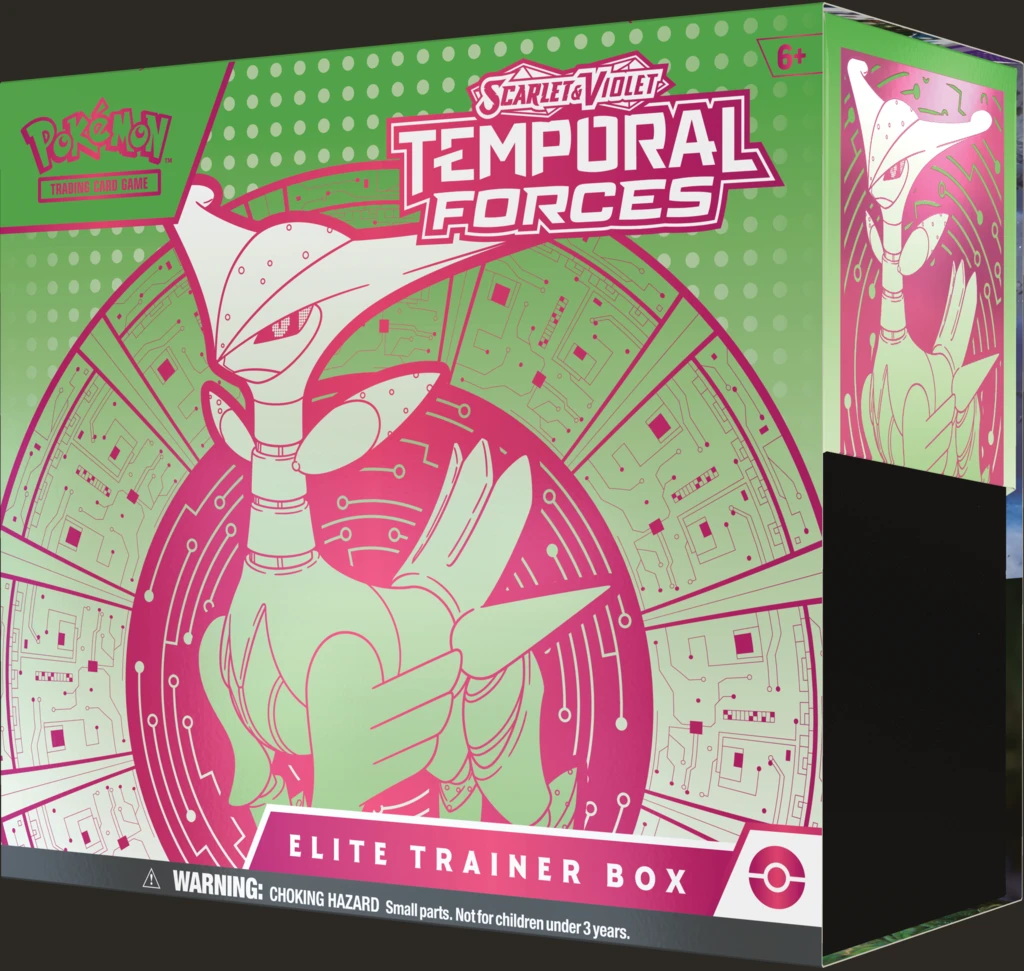 POKéMON™
TRADING CARD GAME
SCARLET & VIOLET
TEMPORAL
FORCES
6+
ELITE TRAINER BOX
⚠ WARNING: CHOKING HAZARD Small parts. Not for children under 3 years.